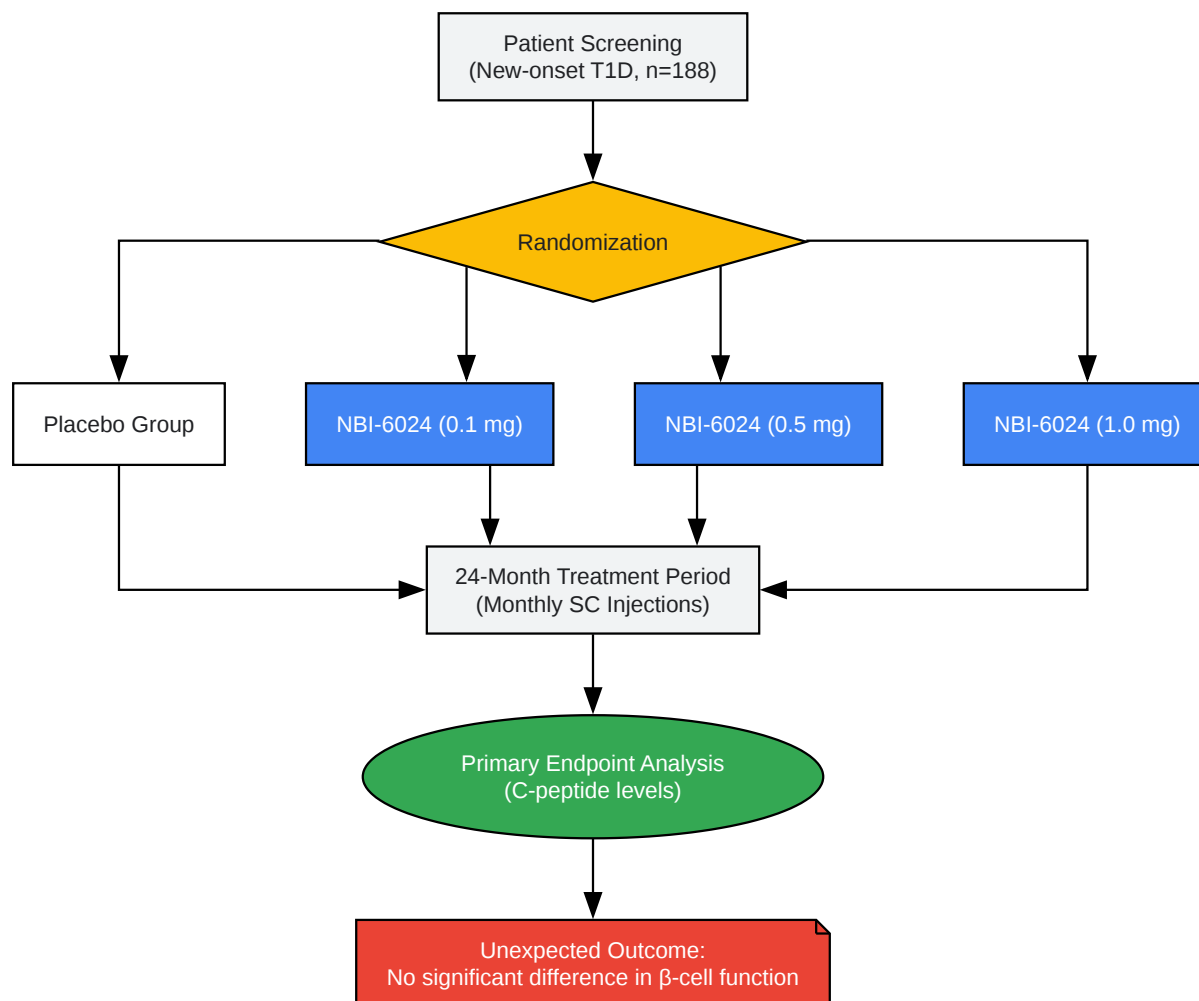 Patient Screening
(New-onset T1D, n=188)
Randomization
Placebo Group
NBI-6024 (0.1 mg)
NBI-6024 (0.5 mg)
NBI-6024 (1.0 mg)
24-Month Treatment Period
(Monthly SC Injections)
Primary Endpoint Analysis
(C-peptide levels)
Unexpected Outcome:
No significant difference in β-cell function